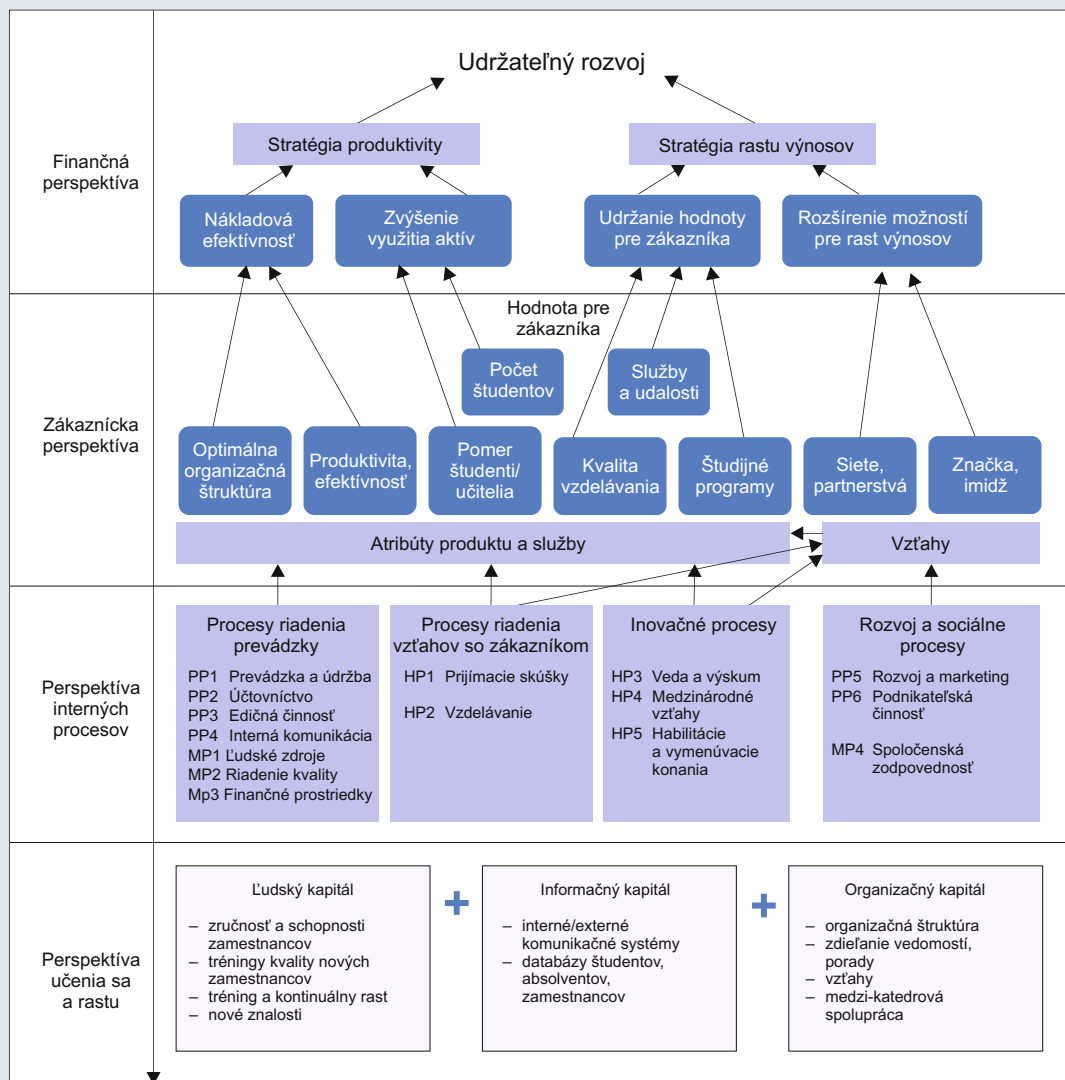 Udržateľný rozvoj
Stratégia produktivity
Stratégia rastu výnosov
Finančná
perspektíva
Nákladová
efektívnosť
Zvýšenie
využitia aktív
Udržanie hodnoty
pre zákazníka
Rozšírenie možností
pre rast výnosov
Hodnota pre
zákazníka
Počet
študentov
Služby
a udalosti
Zákaznícka
perspektíva
Optimálna
organizačná
štruktúra
Produktivita,
efektívnosť
Pomer
študenti/
učitelia
Kvalita
vzdelávania
Študijné
programy
Siete,
partnerstvá
Značka,
imidž
Atribúty produktu a služby
Vzťahy
Perspektíva
interných
procesov
Procesy riadenia
prevádzky
PP1 Prevádzka a údržba
PP2 Účtovníctvo
PP3 Edičná činnosť
PP4 Interná komunikácia
MP1 Ľudské zdroje
MP2 Riadenie kvality
Mp3 Finančné prostriedky
Procesy riadenia
vzťahov so zákazníkom
HP1 Prijímacie skúšky
HP2 Vzdelávanie
Inovačné procesy
HP3 Veda a výskum
HP4 Medzinárodné
vzťahy
HP5 Habilitácie
a vymenúvacie
konania
Rozvoj a sociálne
procesy
PP5 Rozvoj a marketing
PP6 Podnikateľská
činnosť
MP4 Spoločenská
zodpovednosť
Perspektíva
učenia sa
a rastu
Ľudský kapitál
– zručnosť a schopnosti
zamestnancov
– tréningy kvality nových
zamestnancov
– tréning a kontinuálny rast
– nové znalosti
+
Informačný kapitál
– interné/externé
komunikačné systémy
– databázy študentov,
absolventov,
zamestnancov
+
Organizačný kapitál
– organizačná štruktúra
– zdieľanie vedomostí,
porady
– vzťahy
– medzi-katedrová
spolupráca